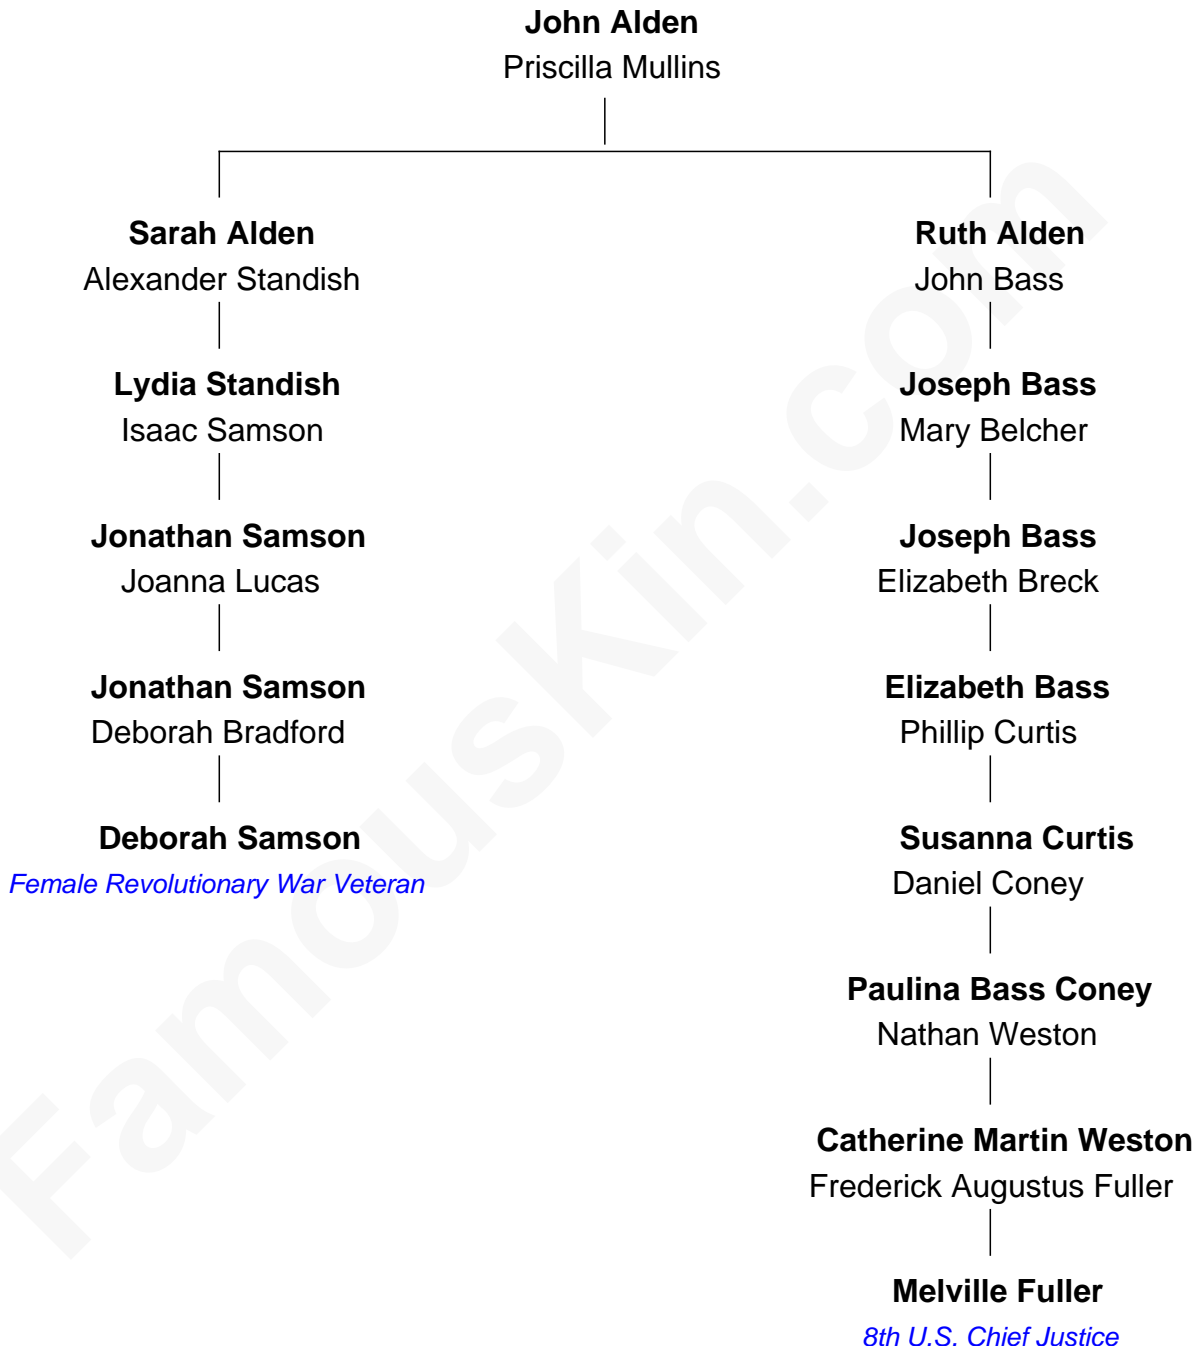 John Alden
Priscilla Mullins
Sarah Alden
Alexander Standish
Lydia Standish
Isaac Samson
Jonathan Samson
Joanna Lucas
Jonathan Samson
Deborah Bradford
Deborah Samson
Female Revolutionary War Veteran
Ruth Alden
John Bass
Joseph Bass
Mary Belcher
Joseph Bass
Elizabeth Breck
Elizabeth Bass
Phillip Curtis
Susanna Curtis
Daniel Coney
Paulina Bass Coney
Nathan Weston
Catherine Martin Weston
Frederick Augustus Fuller
Melville Fuller
8th U.S. Chief Justice
FamousKin.com